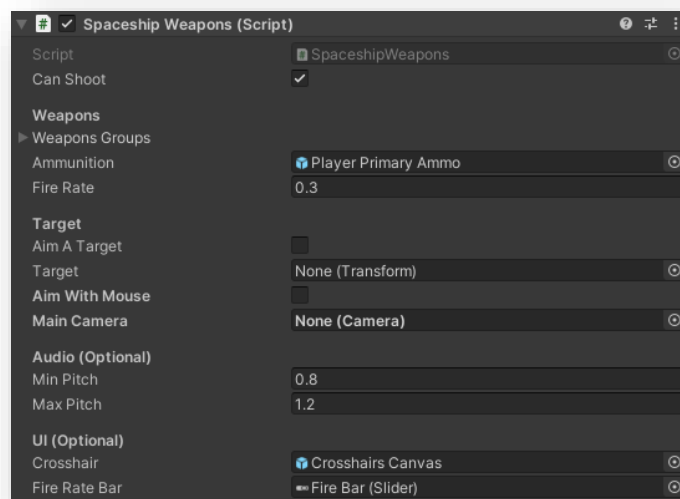 Spaceship Weapons (Script)
Script SpaceshipWeapons
Can Shoot
Weapons
Weapons Groups
Ammunition Player Primary Ammo
Fire Rate 0.3
Target
Aim A Target
Target None (Transform)
Aim With Mouse
Main Camera None (Camera)
Audio (Optional)
Min Pitch 0.8
Max Pitch 1.2
UI (Optional)
Crosshair Crosshairs Canvas
Fire Rate Bar Fire Bar (Slider)